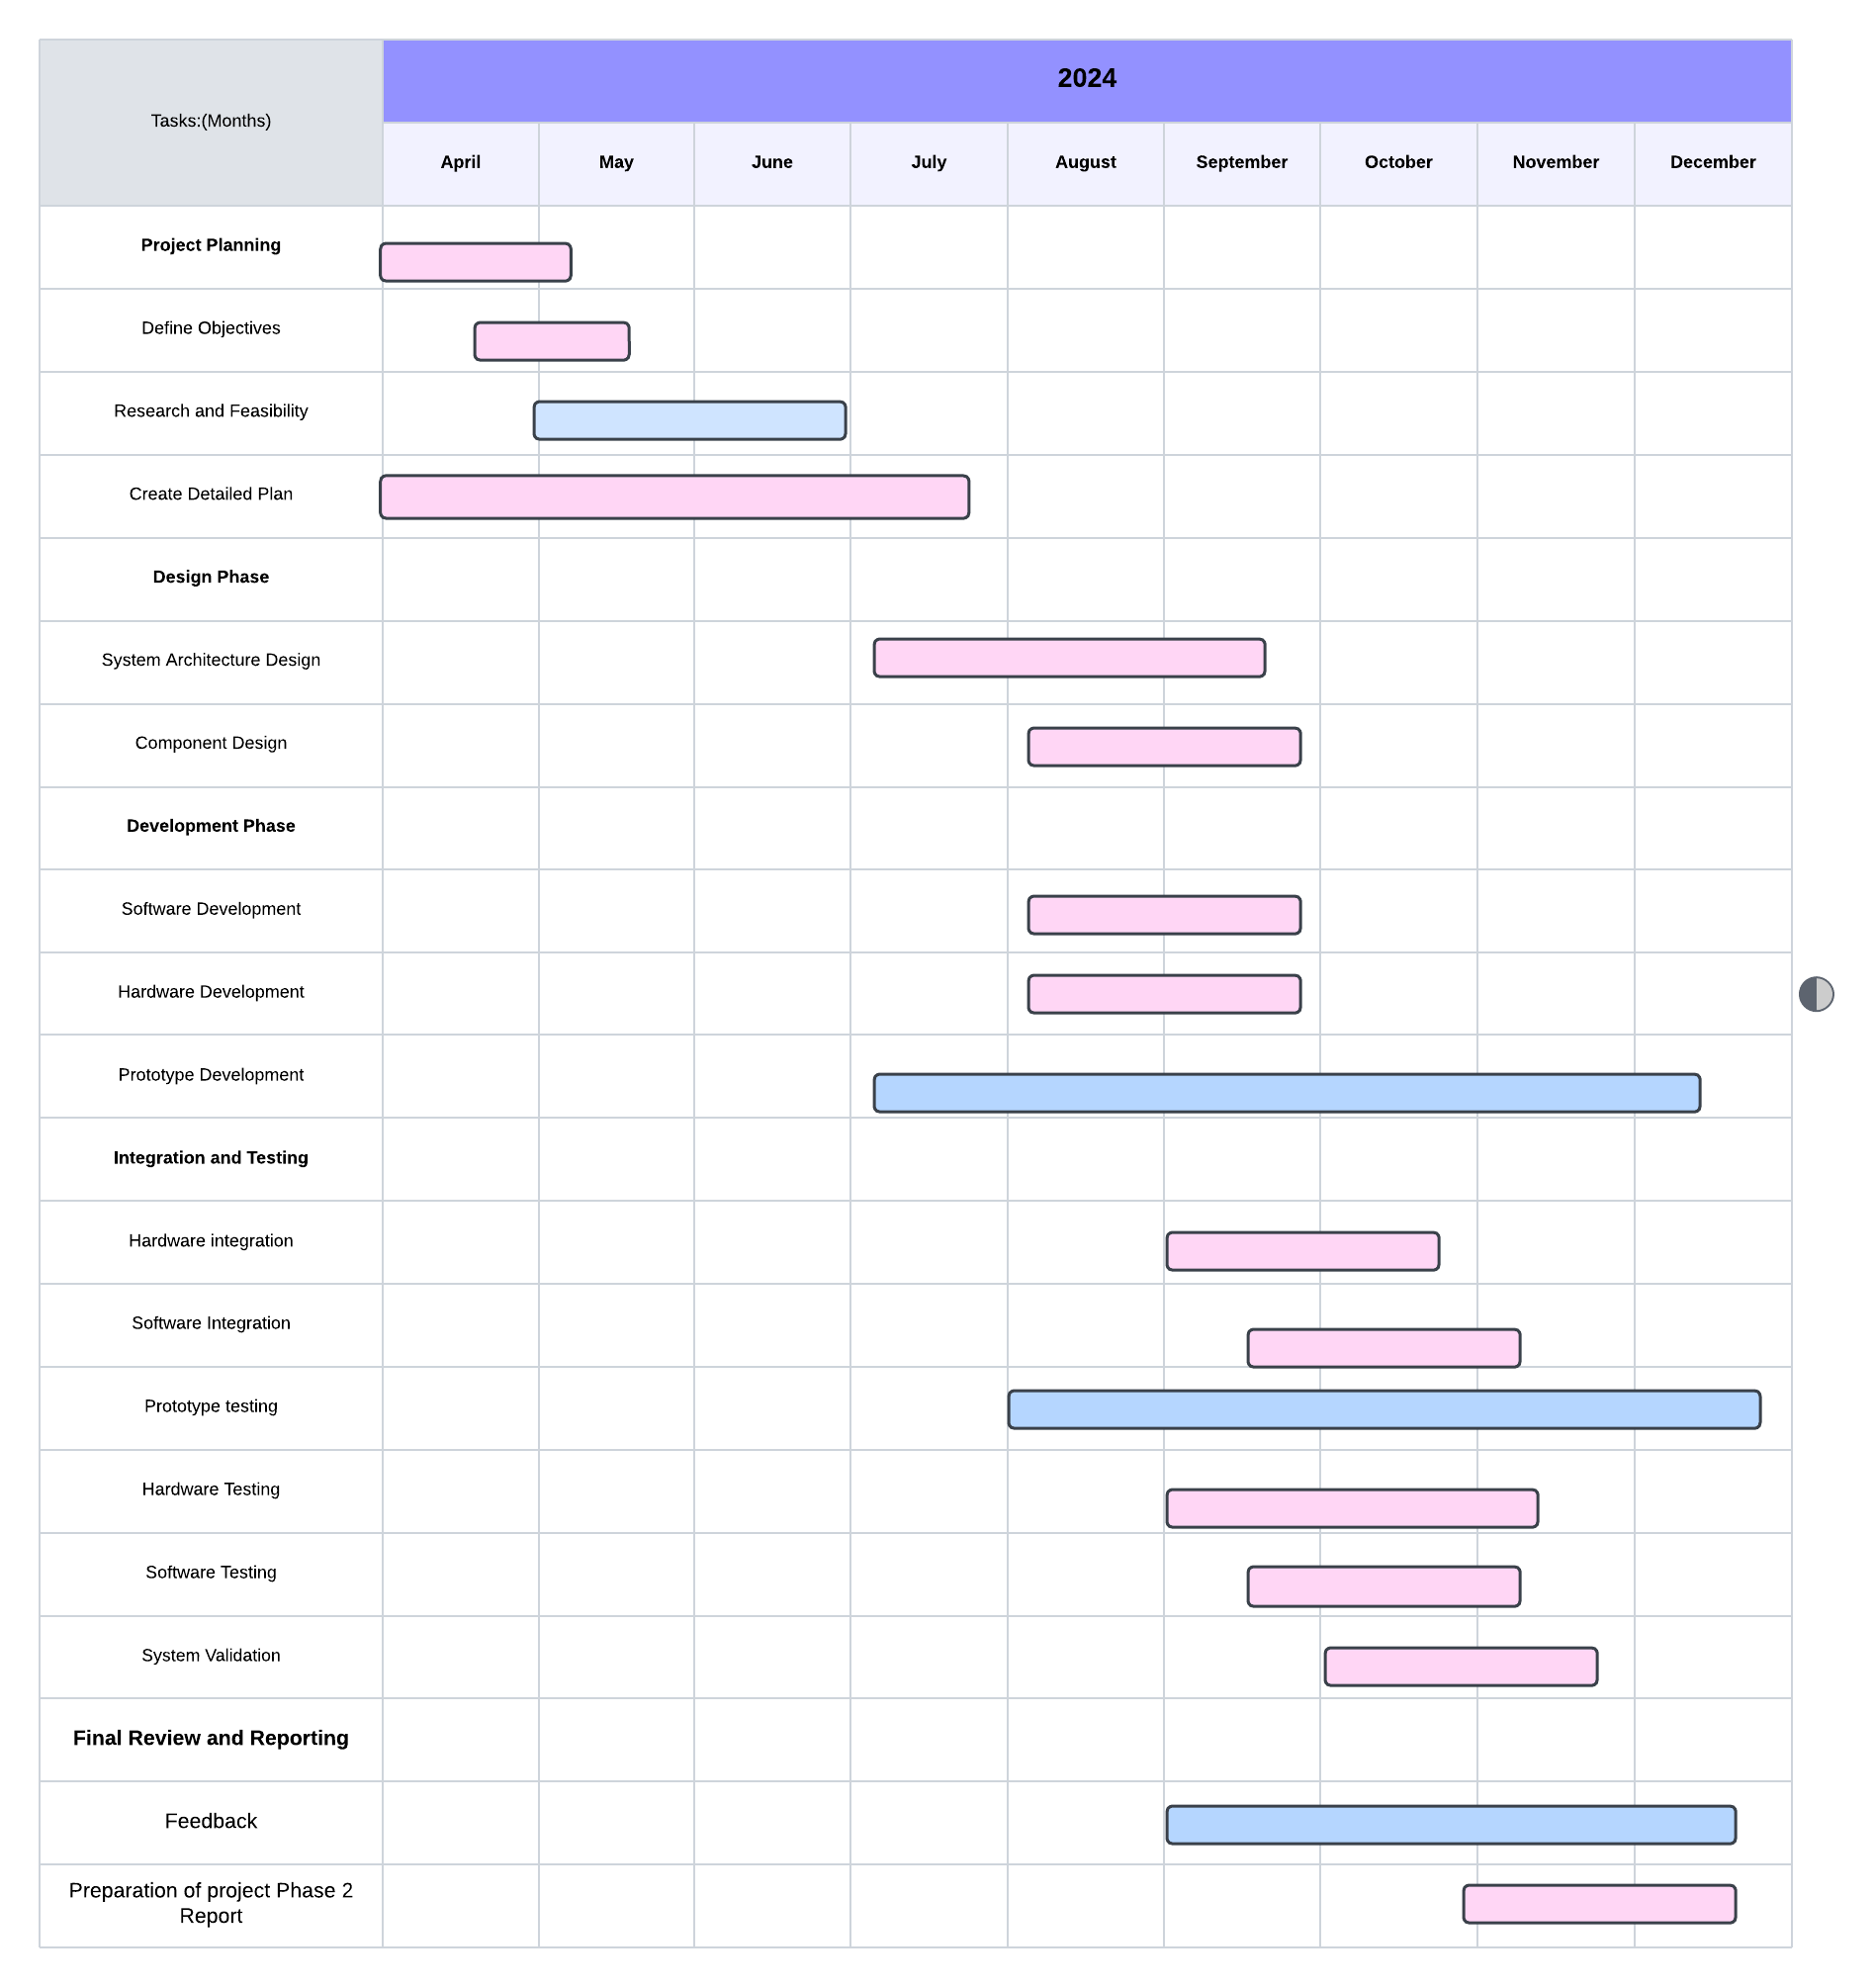 2024
Tasks:(Months)
April
May
June
July
August
September
October
November
December
Project Planning
Define Objectives
Research and Feasibility
Create Detailed Plan
Design Phase
System Architecture Design
Component Design
Development Phase
Software Development
Hardware Development
Prototype Development
Integration and Testing
Hardware integration
Software Integration
Prototype testing
Hardware Testing
Software Testing
System Validation
Final Review and Reporting
Feedback
Preparation of project Phase 2
Report